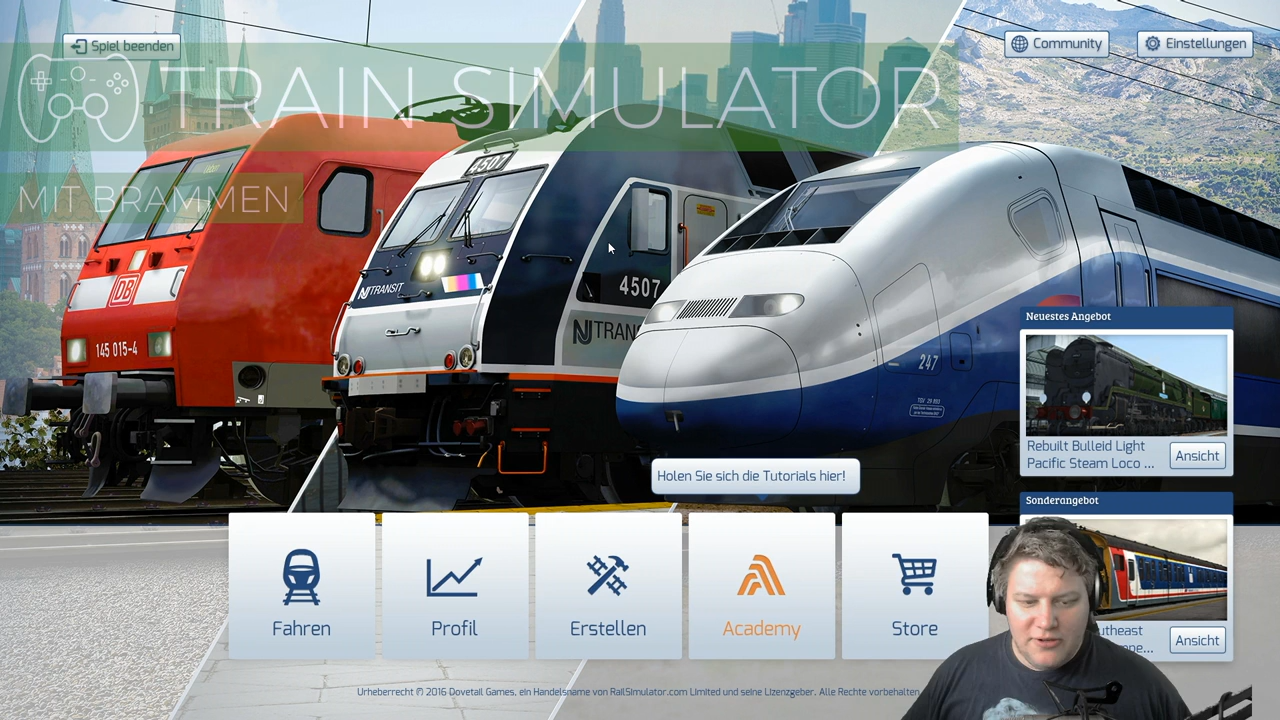 Spiel beenden
Community
Einstellungen
TRAIN SIMULATOR
MIT BRAMMEN
4507
DB
145 015-4
NJ TRANSIT
4507
NJ TRANS
247
Neuestes Angebot
Rebuilt Bulleid Light
Pacific Steam Loco ...
Ansicht
Holen Sie sich die Tutorials hier!
Sonderangebot
utheast
Ansicht
Fahren
Profil
Erstellen
Academy
Store
Urheberrecht © 2016 Dovetail Games, ein Handelsname von RailSimulator.com Limited und seine Lizenzgeber. Alle Rechte vorbehalten